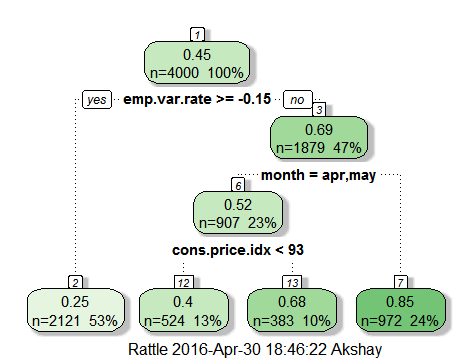 1
0.45
n=4000 100%
yes emp.var.rate >= -0.15 no
3
0.69
n=1879 47%
month = apr,may
6
0.52
n=907 23%
cons.price.idx < 93
2
0.25
n=2121 53%
12
0.4
n=524 13%
13
0.68
n=383 10%
7
0.85
n=972 24%
Rattle 2016-Apr-30 18:46:22 Akshay